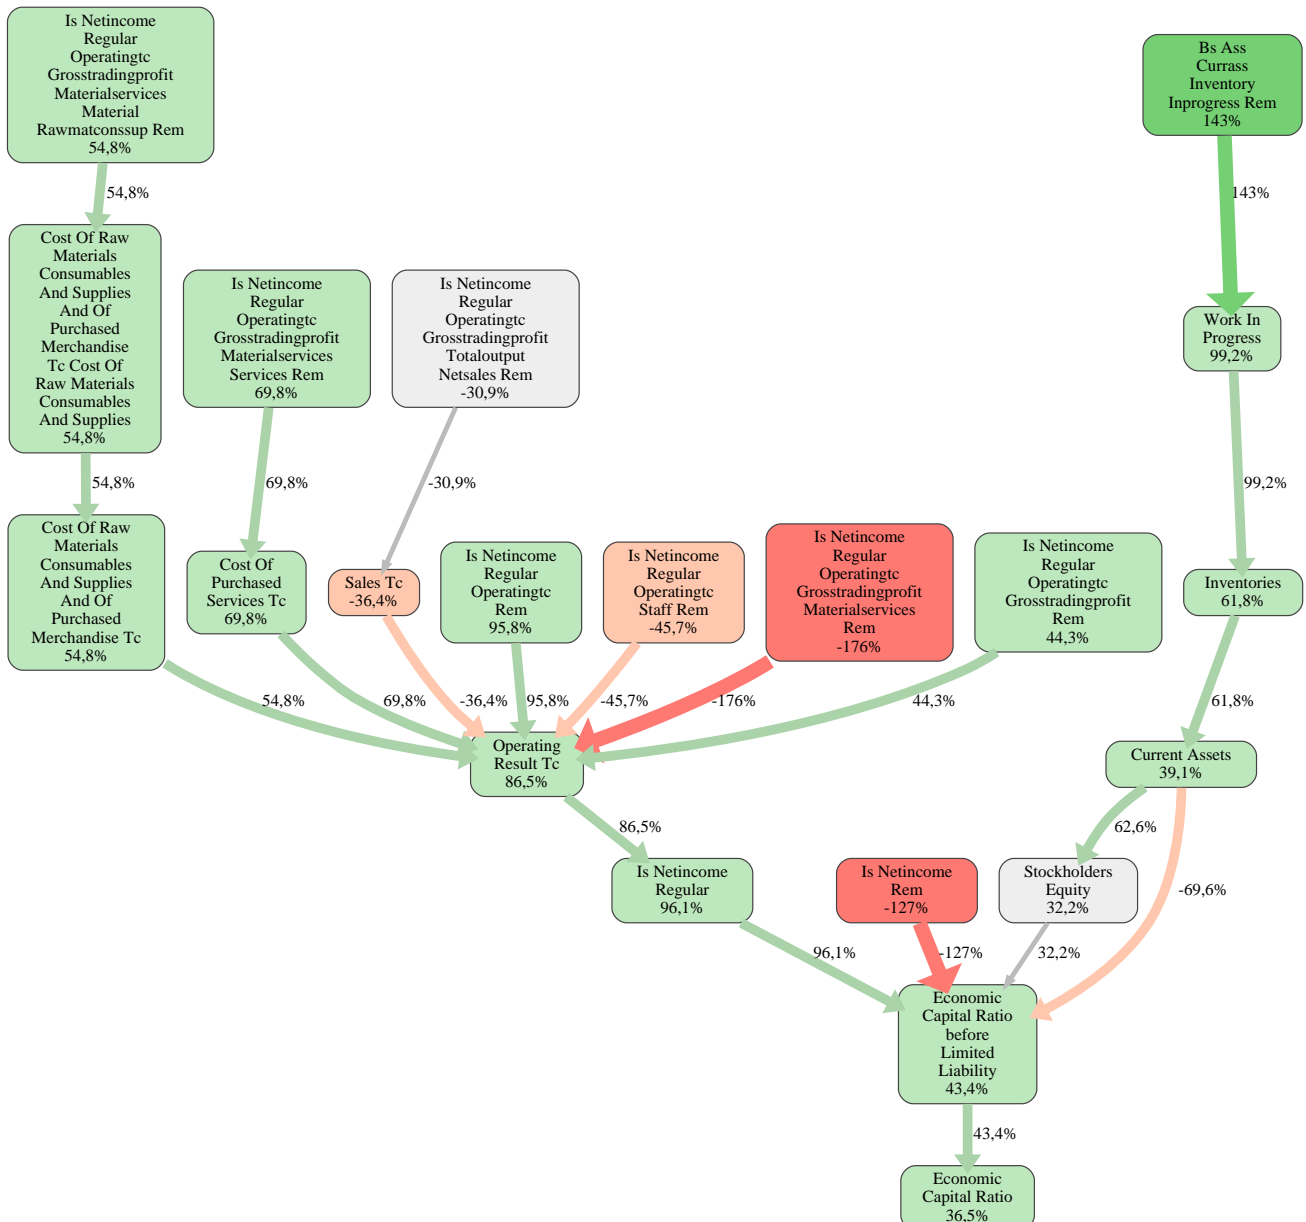 Is Netincome
Regular
Operatingtc
Grosstradingprofit
Materialservices
Material
Rawmatconssup Rem
54,8%
Bs Ass
Currass
Inventory
Inprogress Rem
143%
54,8%
143%
Cost Of Raw
Materials
Consumables
And Supplies
And Of
Purchased
Merchandise
Tc Cost Of
Raw Materials
Consumables
And Supplies
54,8%
Is Netincome
Regular
Operatingtc
Grosstradingprofit
Materialservices
Services Rem
69,8%
Is Netincome
Regular
Operatingtc
Grosstradingprofit
Totaloutput
Netsales Rem
-30,9%
Work In
Progress
99,2%
54,8%
69,8%
-30,9%
99,2%
Cost Of Raw
Materials
Consumables
And Supplies
And Of
Purchased
Merchandise Tc
54,8%
Cost Of
Purchased
Services Tc
69,8%
Sales Tc
-36,4%
Is Netincome
Regular
Operatingtc
Rem
95,8%
Is Netincome
Regular
Operatingtc
Staff Rem
-45,7%
Is Netincome
Regular
Operatingtc
Grosstradingprofit
Materialservices
Rem
-176%
Is Netincome
Regular
Operatingtc
Grosstradingprofit
Rem
44,3%
Inventories
61,8%
54,8%
69,8%
-36,4%
95,8%
-45,7%
-176%
44,3%
61,8%
Operating
Result Tc
86,5%
Current Assets
39,1%
86,5%
62,6%
-69,6%
Is Netincome
Regular
96,1%
Is Netincome
Rem
-127%
Stockholders
Equity
32,2%
96,1%
-127%
32,2%
Economic
Capital Ratio
before
Limited
Liability
43,4%
43,4%
Economic
Capital Ratio
36,5%